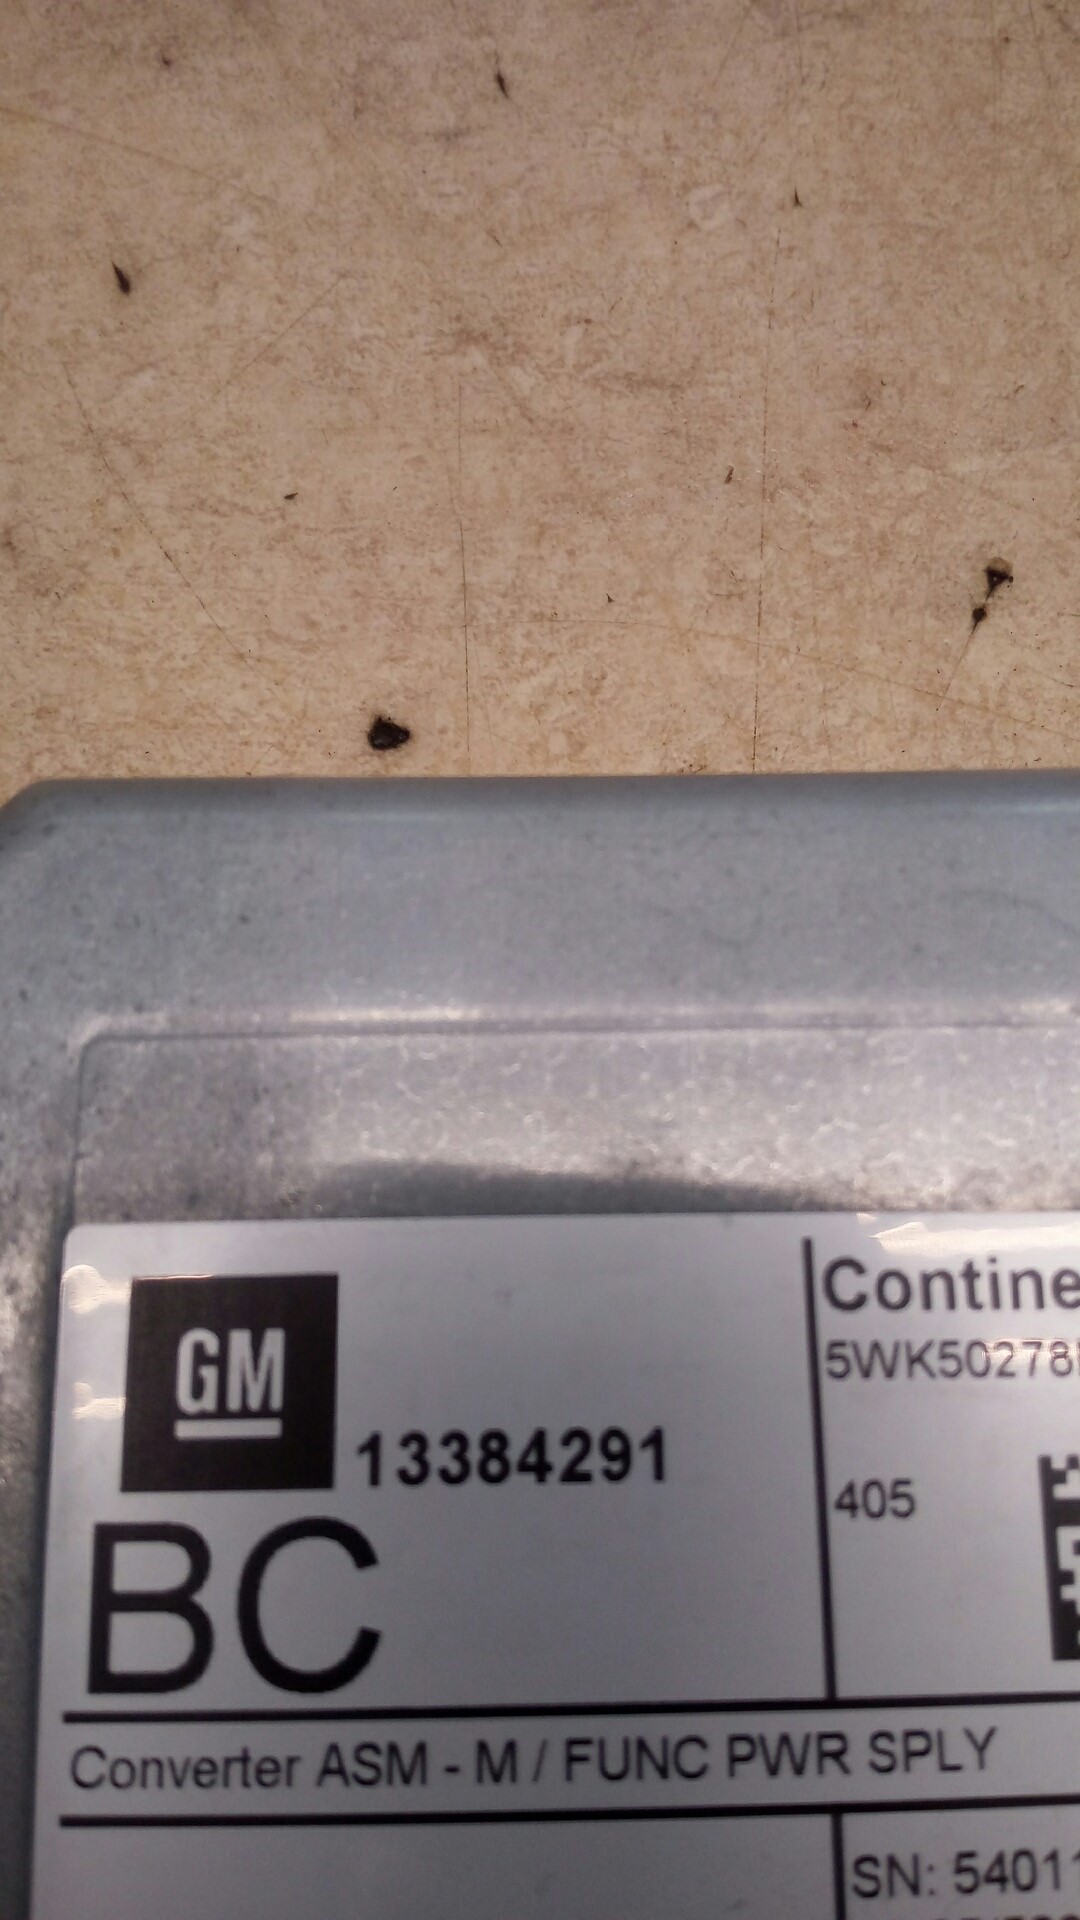 GM
13384291
BC
Contine
5WK50278
405
Converter ASM - M / FUNC PWR SPLY
SN: 5401